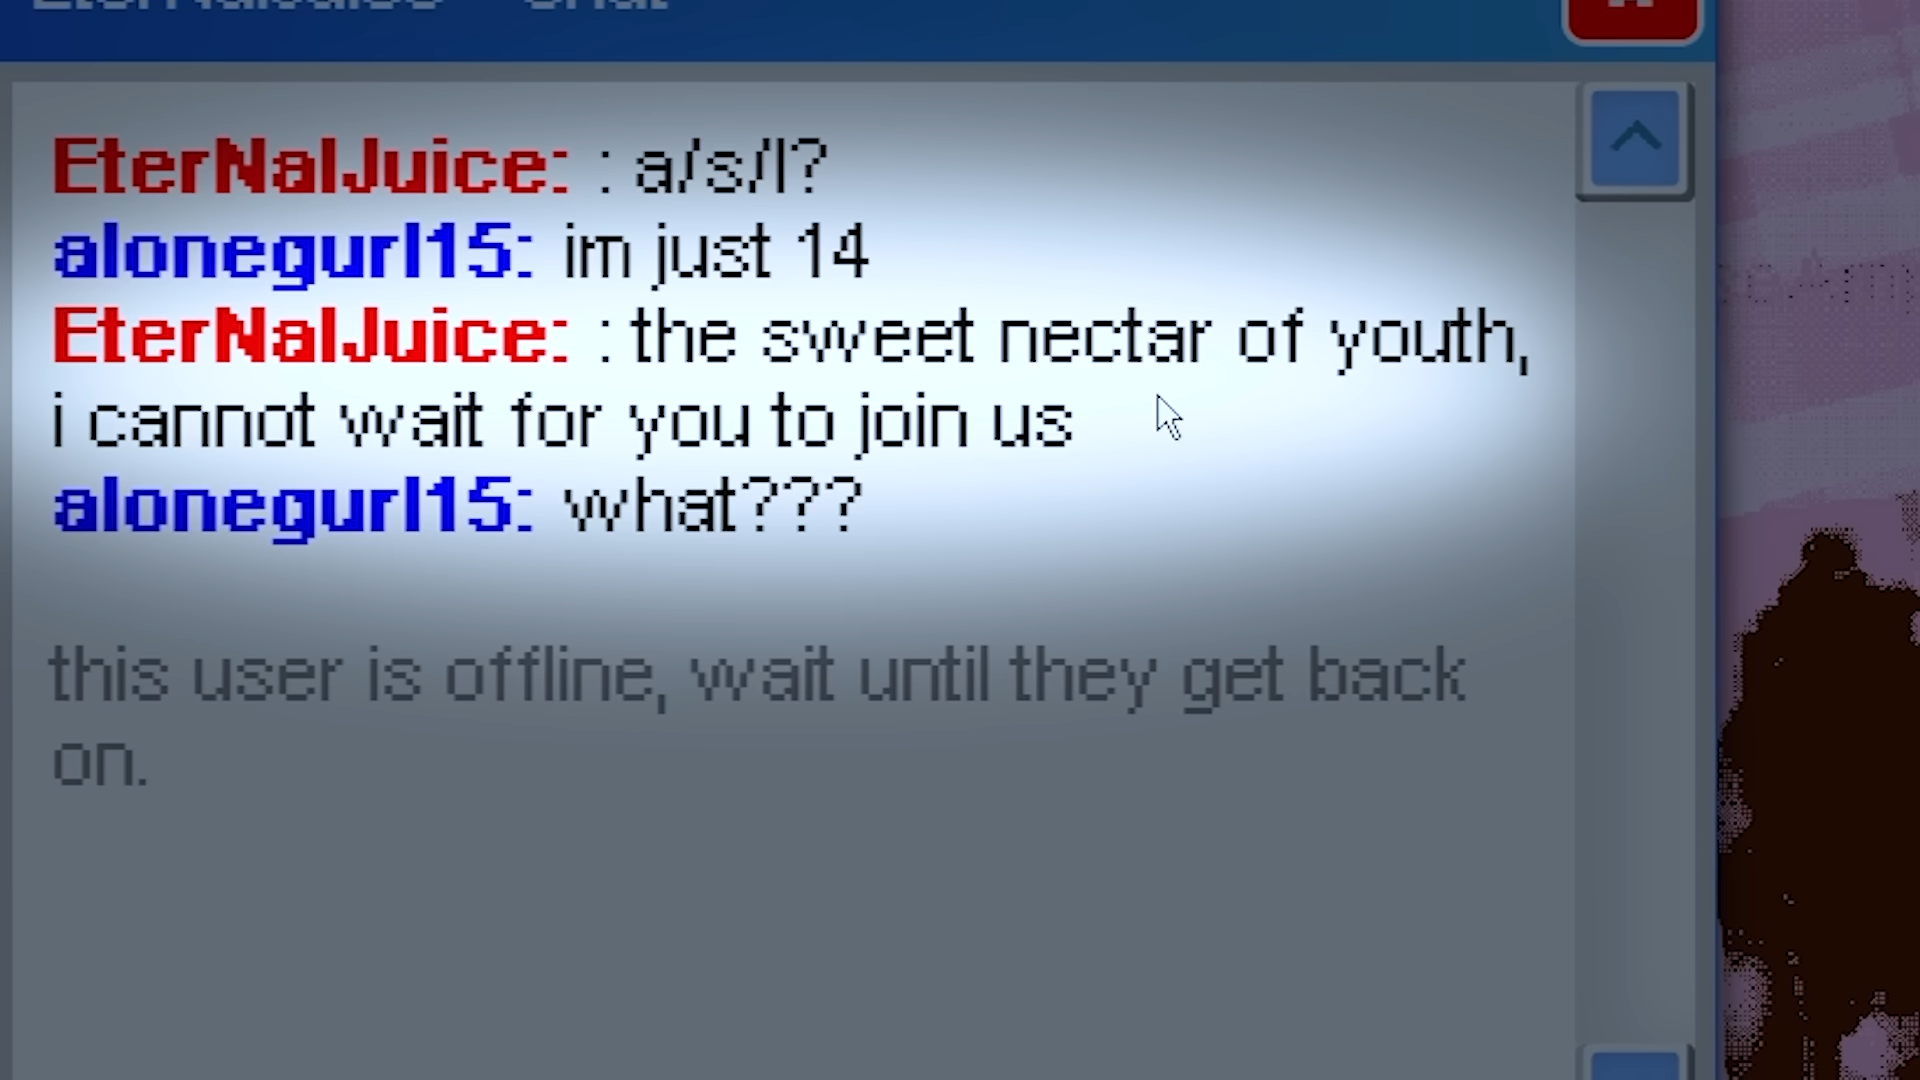 EterNalJuice: : a/s/l?
alonegurl15: im just 14
EterNalJuice: : the sweet nectar of youth,
i cannot wait for you to join us
alonegurl15: what???
this user is offline, wait until they get back
on.